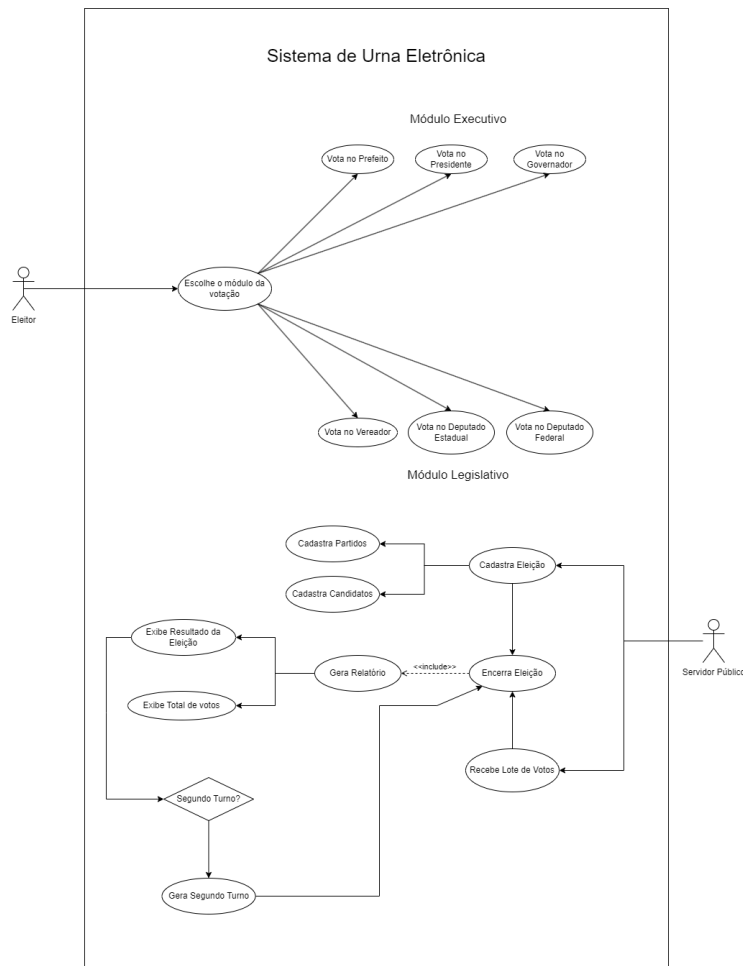 Sistema de Urna Eletrônica
Módulo Executivo
Vota no Prefeito
Vota no
Presidente
Vota no
Governador
Escolhe o módulo da
votação
Eleitor
Vota no Vereador
Vota no Deputado
Estadual
Vota no Deputado
Federal
Módulo Legislativo
Cadastra Partidos
Cadastra Eleição
Cadastra Candidatos
Exibe Resultado da
Eleição
Gera Relatório
<<include>>
Encerra Eleição
Servidor Público
Exibe Total de votos
Recebe Lote de Votos
Segundo Turno?
Gera Segundo Turno